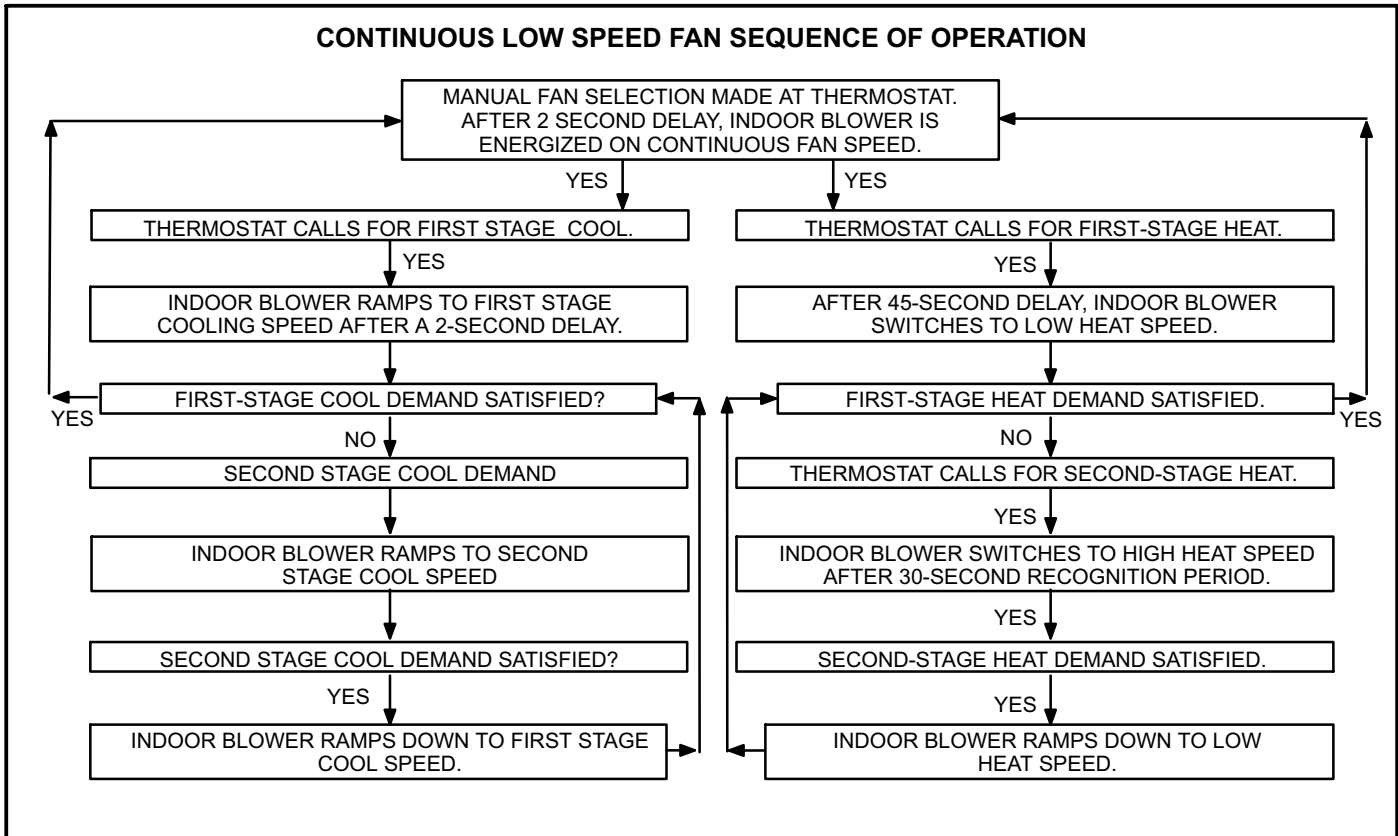 CONTINUOUS LOW SPEED FAN SEQUENCE OF OPERATION
MANUAL FAN SELECTION MADE AT THERMOSTAT.
AFTER 2 SECOND DELAY, INDOOR BLOWER IS
ENERGIZED ON CONTINUOUS FAN SPEED.
YES
YES
THERMOSTAT CALLS FOR FIRST STAGE COOL.
YES
INDOOR BLOWER RAMPS TO FIRST STAGE
COOLING SPEED AFTER A 2-SECOND DELAY.
FIRST-STAGE COOL DEMAND SATISFIED?
YES
NO
SECOND STAGE COOL DEMAND
INDOOR BLOWER RAMPS TO SECOND
STAGE COOL SPEED
SECOND STAGE COOL DEMAND SATISFIED?
YES
INDOOR BLOWER RAMPS DOWN TO FIRST STAGE
COOL SPEED.
THERMOSTAT CALLS FOR FIRST-STAGE HEAT.
YES
AFTER 45-SECOND DELAY, INDOOR BLOWER
SWITCHES TO LOW HEAT SPEED.
FIRST-STAGE HEAT DEMAND SATISFIED.
YES
NO
THERMOSTAT CALLS FOR SECOND-STAGE HEAT.
YES
INDOOR BLOWER SWITCHES TO HIGH HEAT SPEED
AFTER 30-SECOND RECOGNITION PERIOD.
YES
SECOND-STAGE HEAT DEMAND SATISFIED.
YES
INDOOR BLOWER RAMPS DOWN TO LOW
HEAT SPEED.